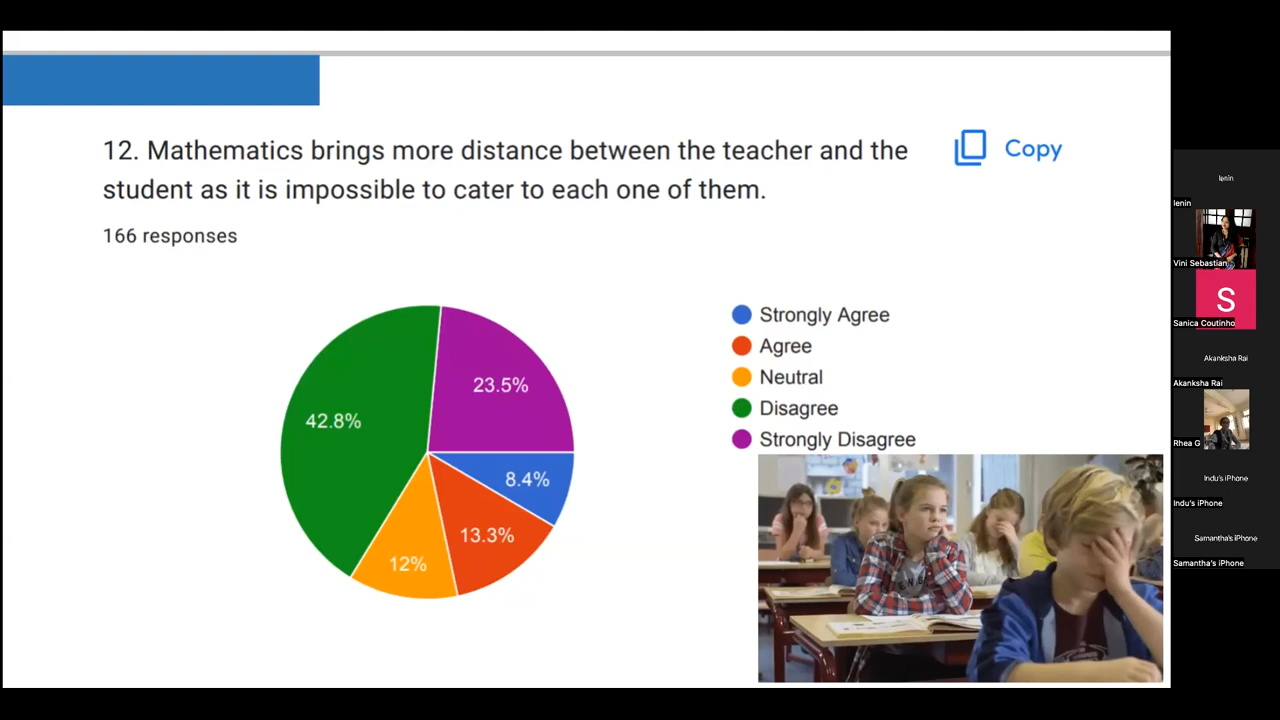 12. Mathematics brings more distance between the teacher and the
student as it is impossible to cater to each one of them.
Copy
166 responses
Strongly Agree
Agree
Neutral
Disagree
Strongly Disagree
23.5%
42.8%
8.4%
13.3%
12%
lenin
lenin
Vini Sebastian
S
Sanica Coutinho
Akanksha Rai
Akanksha Rai
Rhea G
Indu's iPhone
Indu's iPhone
Samantha's iPhone
Samantha's iPhone